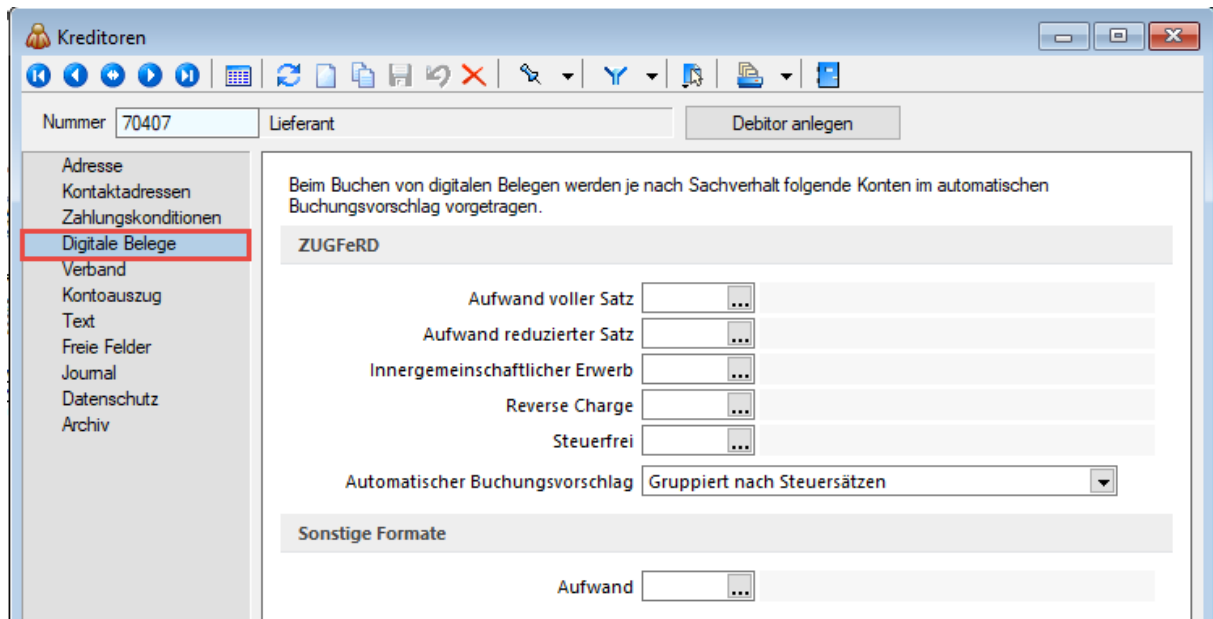 Kreditoren
Nummer 70407 Lieferant Debitor anlegen
Adresse
Kontaktadressen
Zahlungskonditionen
Digitale Belege
Verband
Kontoauszug
Text
Freie Felder
Journal
Datenschutz
Archiv
Beim Buchen von digitalen Belegen werden je nach Sachverhalt folgende Konten im automatischen
Buchungsvorschlag vorgetragen.
ZUGFeRD
Aufwand voller Satz ...
Aufwand reduzierter Satz ...
Innergemeinschaftlicher Erwerb ...
Reverse Charge ...
Steuerfrei ...
Automatischer Buchungsvorschlag Gruppiert nach Steuersätzen
Sonstige Formate
Aufwand ...